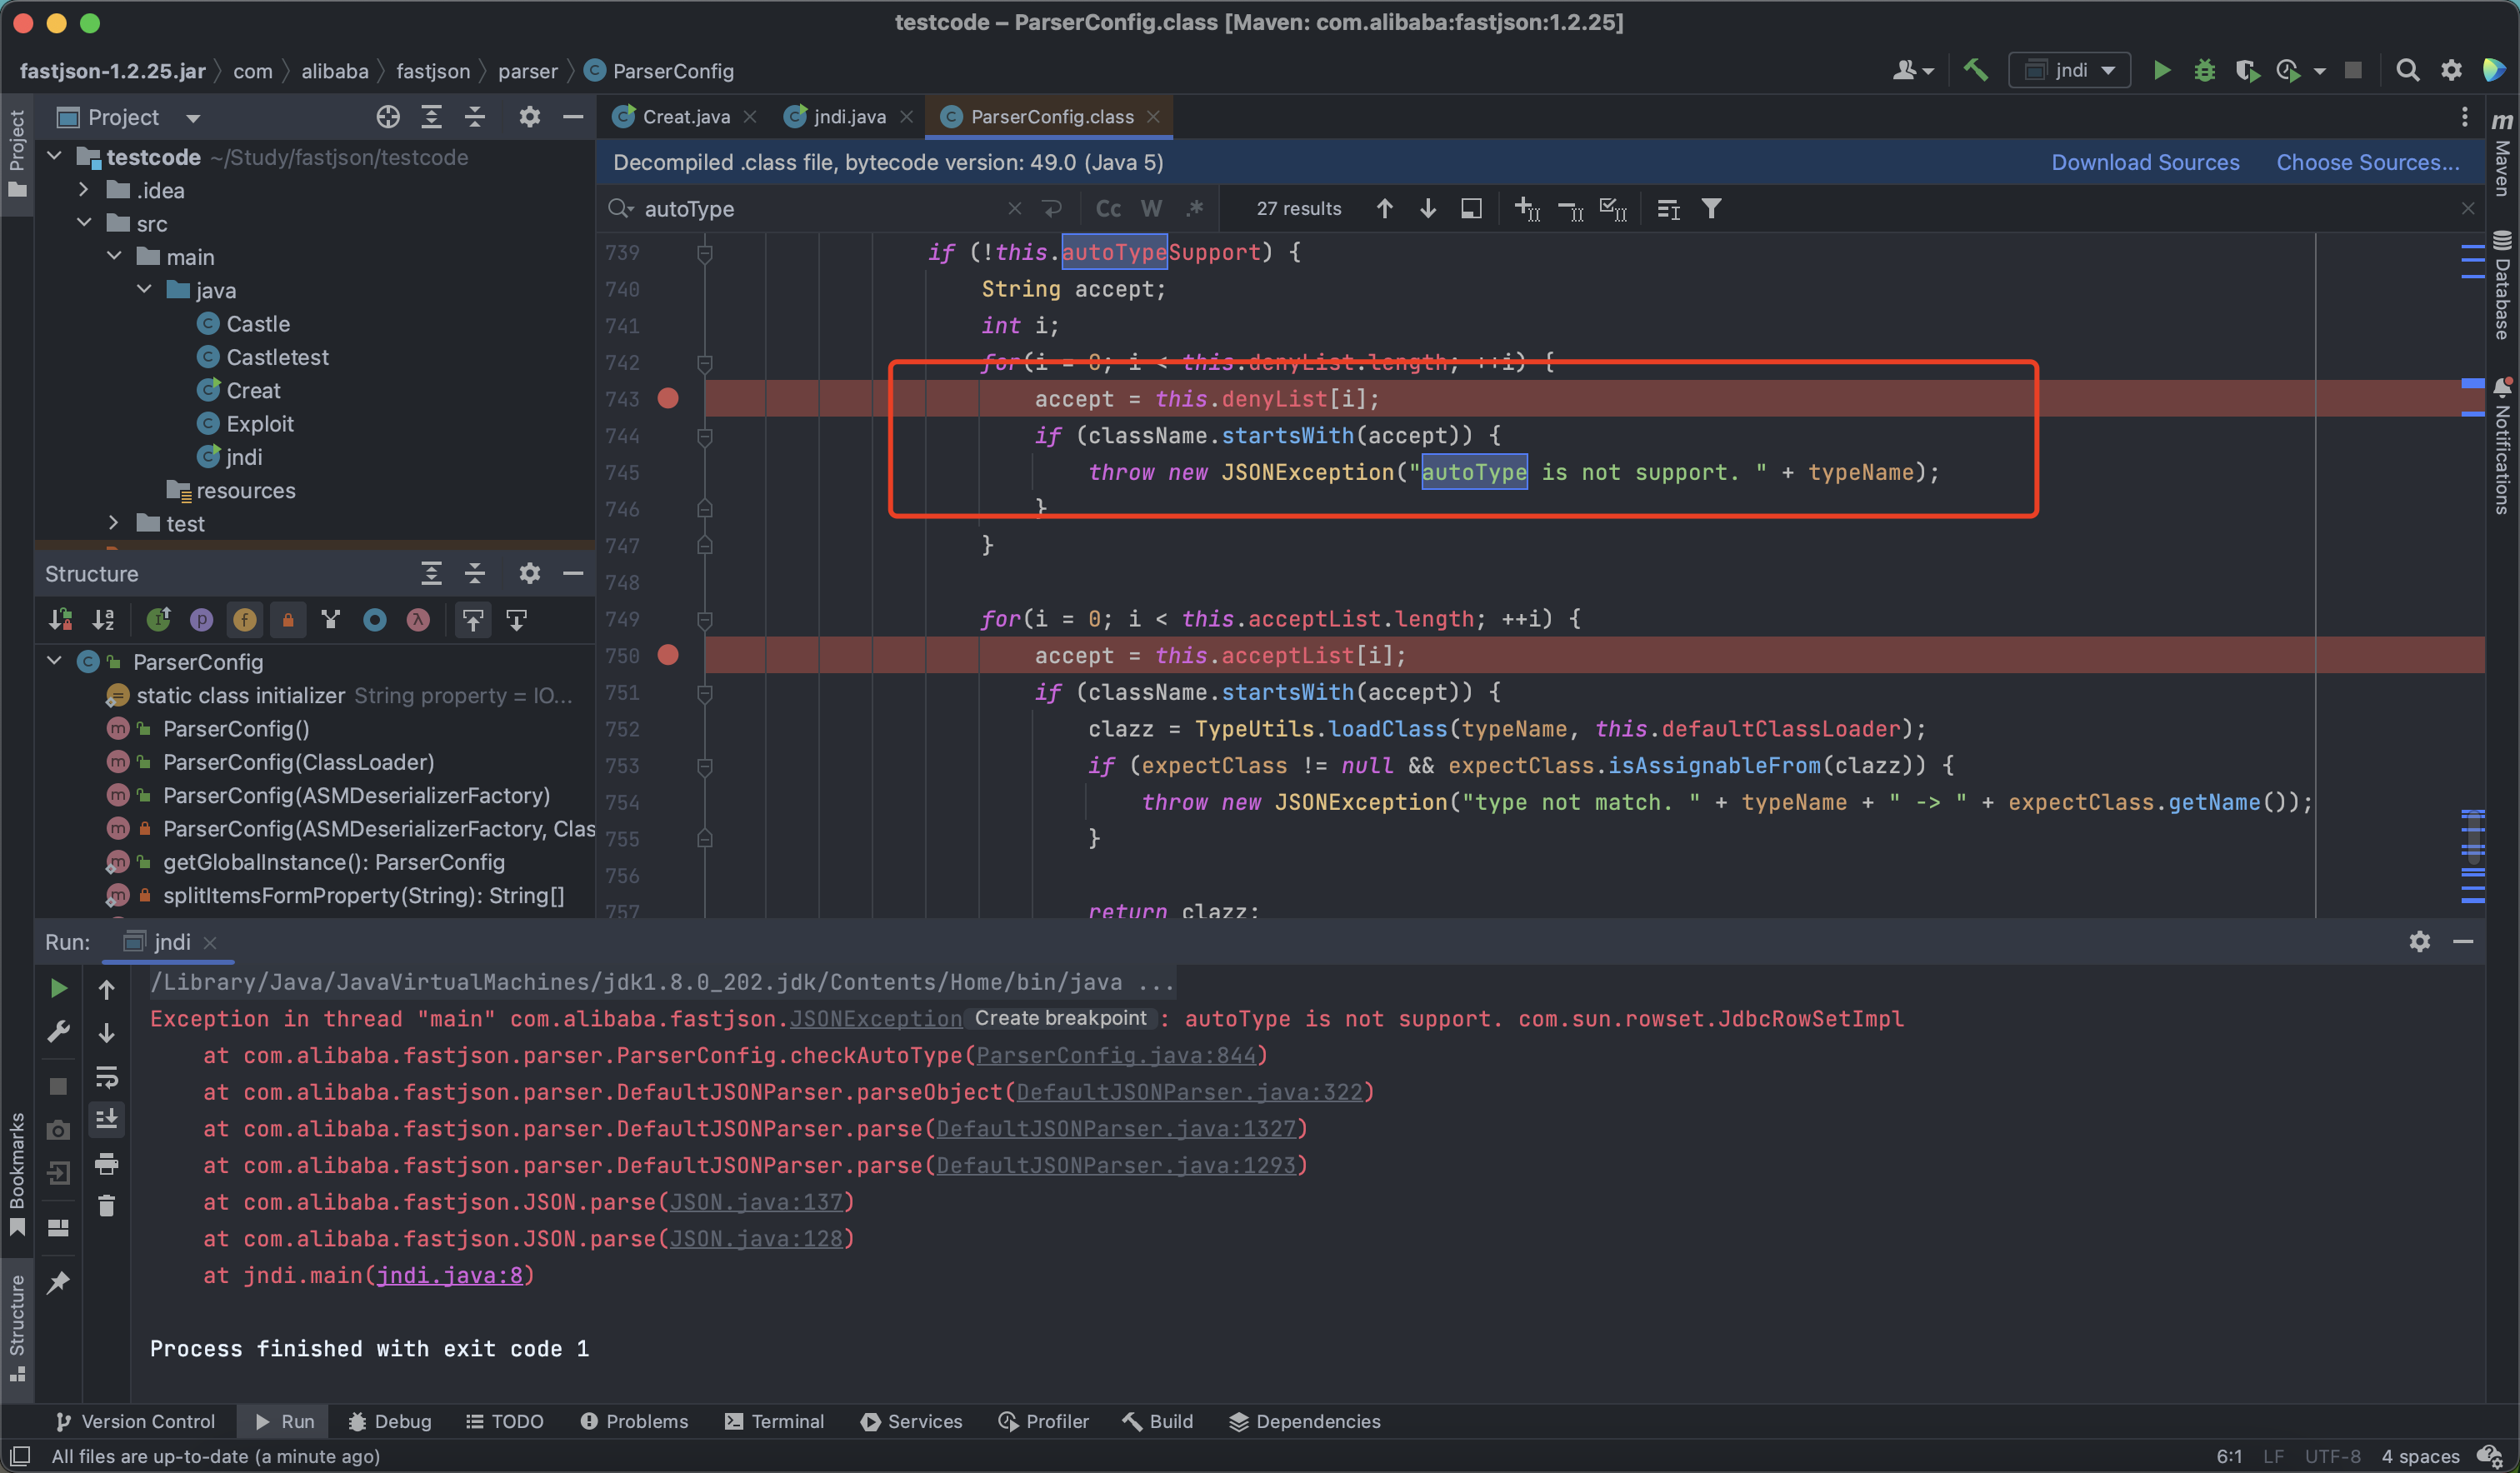 testcode – ParserConfig.class [Maven: com.alibaba:fastjson:1.2.25]
fastjson-1.2.25.jar com alibaba fastjson parser ParserConfig
jndi
Project
Creat.java jndi.java ParserConfig.class
testcode ~/Study/fastjson/testcode
.idea
src
main
java
Castle
Castletest
Creat
Exploit
jndi
resources
test
Structure
ParserConfig
static class initializer String property = IO...
ParserConfig()
ParserConfig(ClassLoader)
ParserConfig(ASMDeserializerFactory)
ParserConfig(ASMDeserializerFactory, Clas
getGlobalInstance(): ParserConfig
splitItemsFormProperty(String): String[]
Decompiled .class file, bytecode version: 49.0 (Java 5) Download Sources Choose Sources...
autoType Cc W .* 27 results
739 if (!this.autoTypeSupport) {
740 String accept;
741 int i;
742 for(i = 0; i < this.denyList.length; ++i) {
743 accept = this.denyList[i];
744 if (className.startsWith(accept)) {
745 throw new JSONException("autoType is not support. " + typeName);
746 }
747 }
748
749 for(i = 0; i < this.acceptList.length; ++i) {
750 accept = this.acceptList[i];
751 if (className.startsWith(accept)) {
752 clazz = TypeUtils.loadClass(typeName, this.defaultClassLoader);
753 if (expectClass != null && expectClass.isAssignableFrom(clazz)) {
754 throw new JSONException("type not match. " + typeName + " -> " + expectClass.getName());
755 }
756
757 return clazz;
Project
Bookmarks
Structure
m
Maven
Database
Notifications
Run: jndi
/Library/Java/JavaVirtualMachines/jdk1.8.0_202.jdk/Contents/Home/bin/java ...
Exception in thread "main" com.alibaba.fastjson.JSONException Create breakpoint : autoType is not support. com.sun.rowset.JdbcRowSetImpl
at com.alibaba.fastjson.parser.ParserConfig.checkAutoType(ParserConfig.java:844)
at com.alibaba.fastjson.parser.DefaultJSONParser.parseObject(DefaultJSONParser.java:322)
at com.alibaba.fastjson.parser.DefaultJSONParser.parse(DefaultJSONParser.java:1327)
at com.alibaba.fastjson.parser.DefaultJSONParser.parse(DefaultJSONParser.java:1293)
at com.alibaba.fastjson.JSON.parse(JSON.java:137)
at com.alibaba.fastjson.JSON.parse(JSON.java:128)
at jndi.main(jndi.java:8)
Process finished with exit code 1
Version Control Run Debug TODO Problems Terminal Services Profiler Build Dependencies
All files are up-to-date (a minute ago) 6:1 LF UTF-8 4 spaces